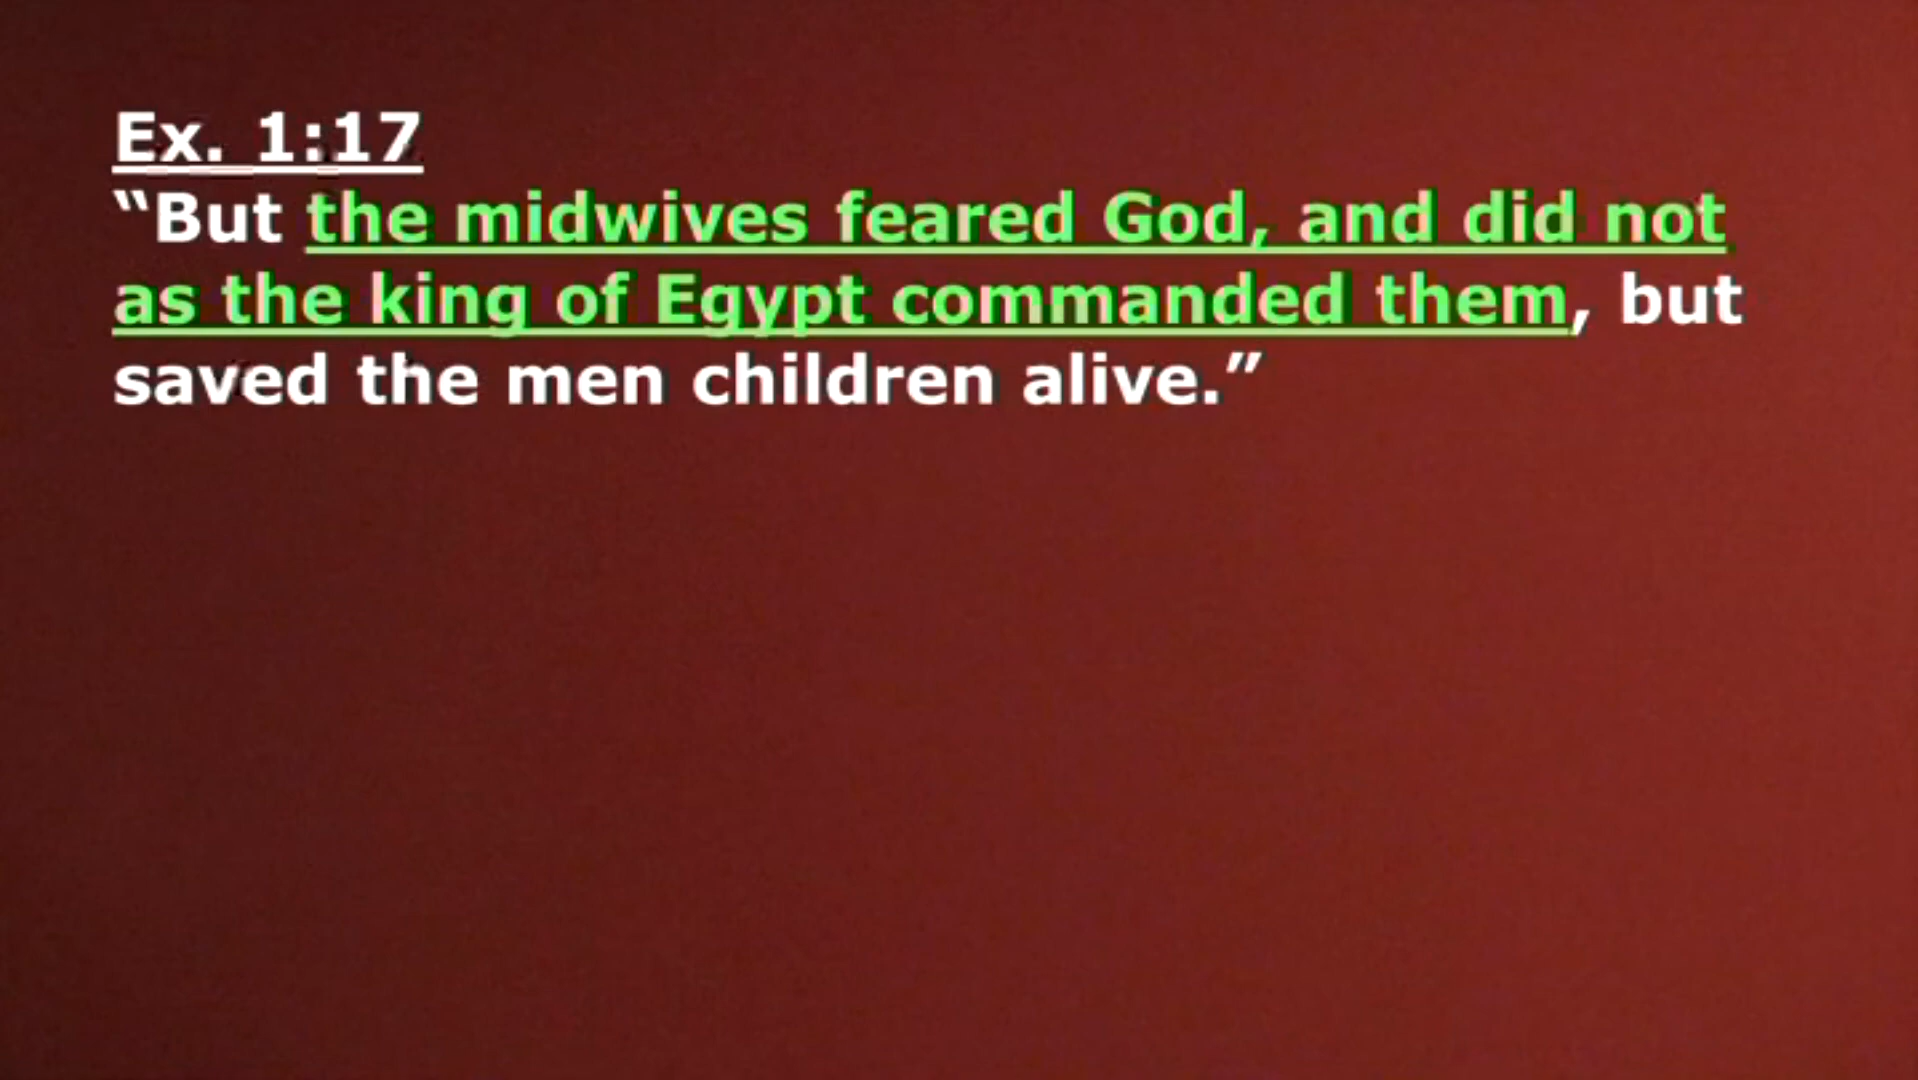 Ex. 1:17
“But the midwives feared God, and did not
as the king of Egypt commanded them, but
saved the men children alive.”